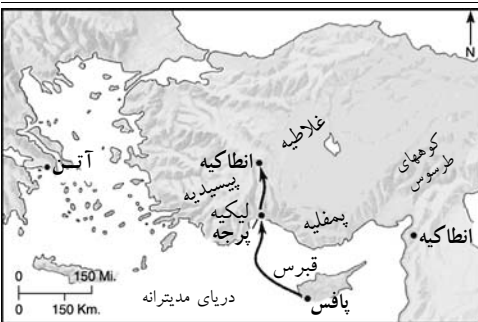 N
غلاطیه
کوههای
طرسوس
انطاکیه
آتن
پیسیدیه
لیکیه
پمفلیه
پرجه
انطاکیه
قبرس
پافس
دریای مدیترانه
0 150 Mi.
0 150 Km.